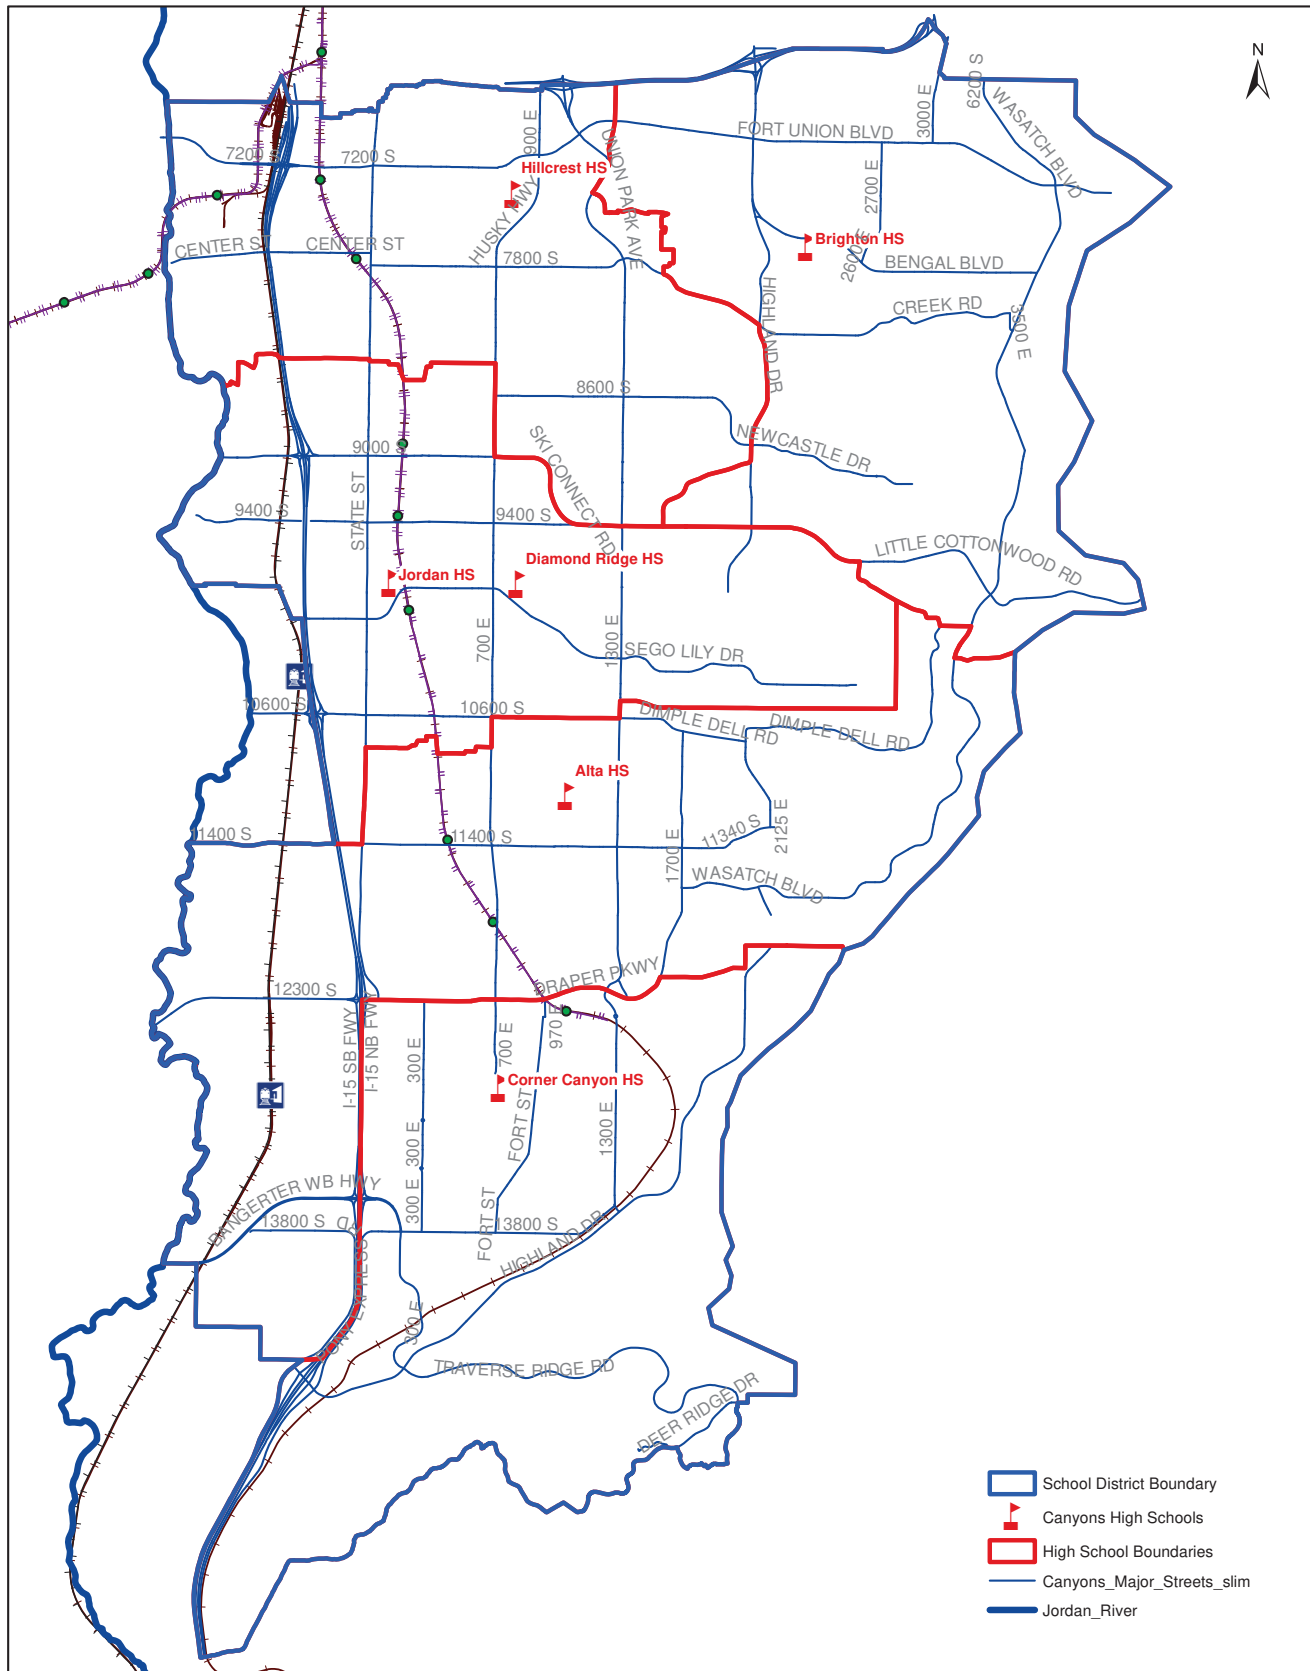 N
6200 S
WASATCH BLVD
3000 E
FORT UNION BLVD
900 E
UNION PARK AVE
7200 S
7200 S
Hillcrest HS
2700 E
HUSKY HWY
CENTER ST
CENTER ST
Brighton HS
2600 E
7800 S
BENGAL BLVD
HIGHLAND DR
CREEK RD
3500 E
8600 S
SKI CONNECT RD
NEWCASTLE DR
9000 S
STATE ST
9400 S
9400 S
LITTLE COTTONWOOD RD
Diamond Ridge HS
Jordan HS
700 E
1300 E
SEGO LILY DR
10600 S
10600 S
DIMPLE DELL RD
DIMPLE DELL RD
Alta HS
11400 S
11400 S
1700 E
11340 S
2125 E
WASATCH BLVD
DRAPER PKWY
12300 S
I-15 SB FWY
I-15 NB FWY
300 E
700 E
970 E
Corner Canyon HS
FORT ST
1300 E
300 E
300 E
BANGERTER WB HWY
13800 S
PONY EXPRESS RD
FORT ST
13800 S
HIGHLAND DR
300 E
TRAVERSE RIDGE RD
DEER RIDGE DR
School District Boundary
Canyons High Schools
High School Boundaries
Canyons_Major_Streets_slim
Jordan_River